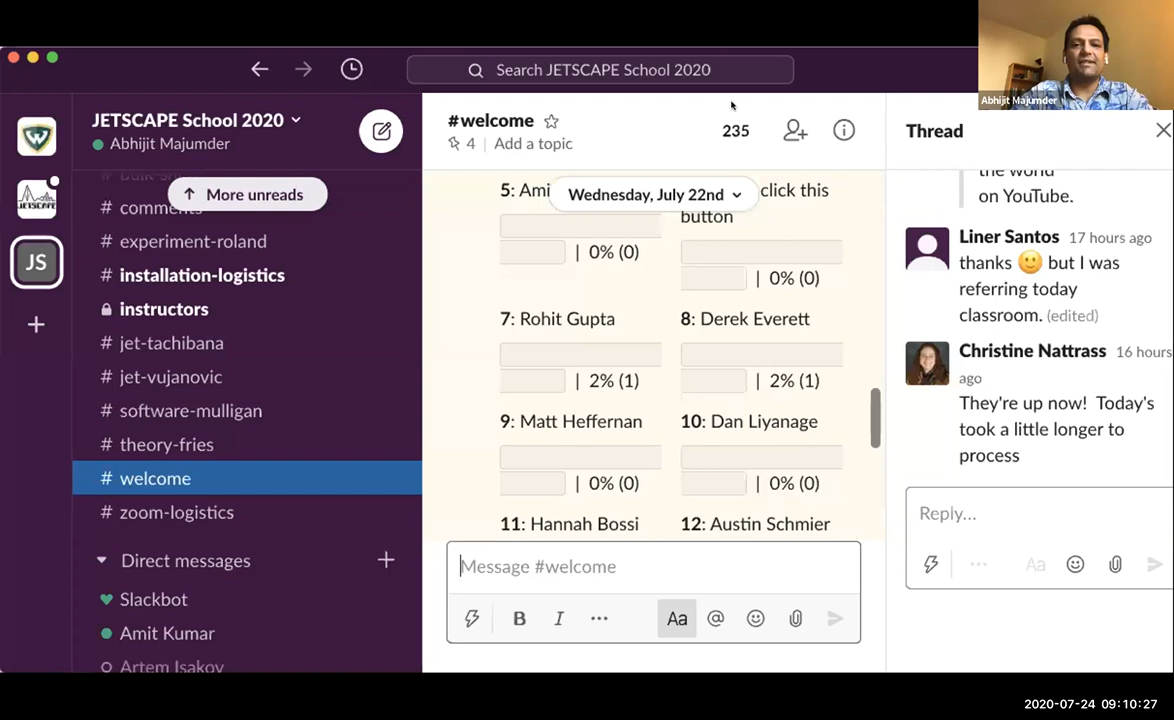 Abhijit Majumder
Search JETSCAPE School 2020
JETSCAPE School 2020
Abhijit Majumder
More unreads
# comments
# experiment-roland
# installation-logistics
instructors
# jet-tachibana
# jet-vujanovic
# software-mulligan
# theory-fries
# welcome
# zoom-logistics
Direct messages
Slackbot
Amit Kumar
Artem Isakov
JETSCAPE
JS
#welcome
4 | Add a topic
235
Wednesday, July 22nd
5: Ami
click this
button
| 0% (0)
| 0% (0)
7: Rohit Gupta
8: Derek Everett
| 2% (1)
| 2% (1)
9: Matt Heffernan
10: Dan Liyanage
| 0% (0)
| 0% (0)
11: Hannah Bossi
12: Austin Schmier
Message #welcome
B I ... Aa @
Thread
the world
on YouTube.
Liner Santos 17 hours ago
thanks 🙂 but I was
referring today
classroom. (edited)
Christine Nattrass 16 hours
ago
They're up now! Today's
took a little longer to
process
Reply...
Aa
2020-07-24 09:10:27